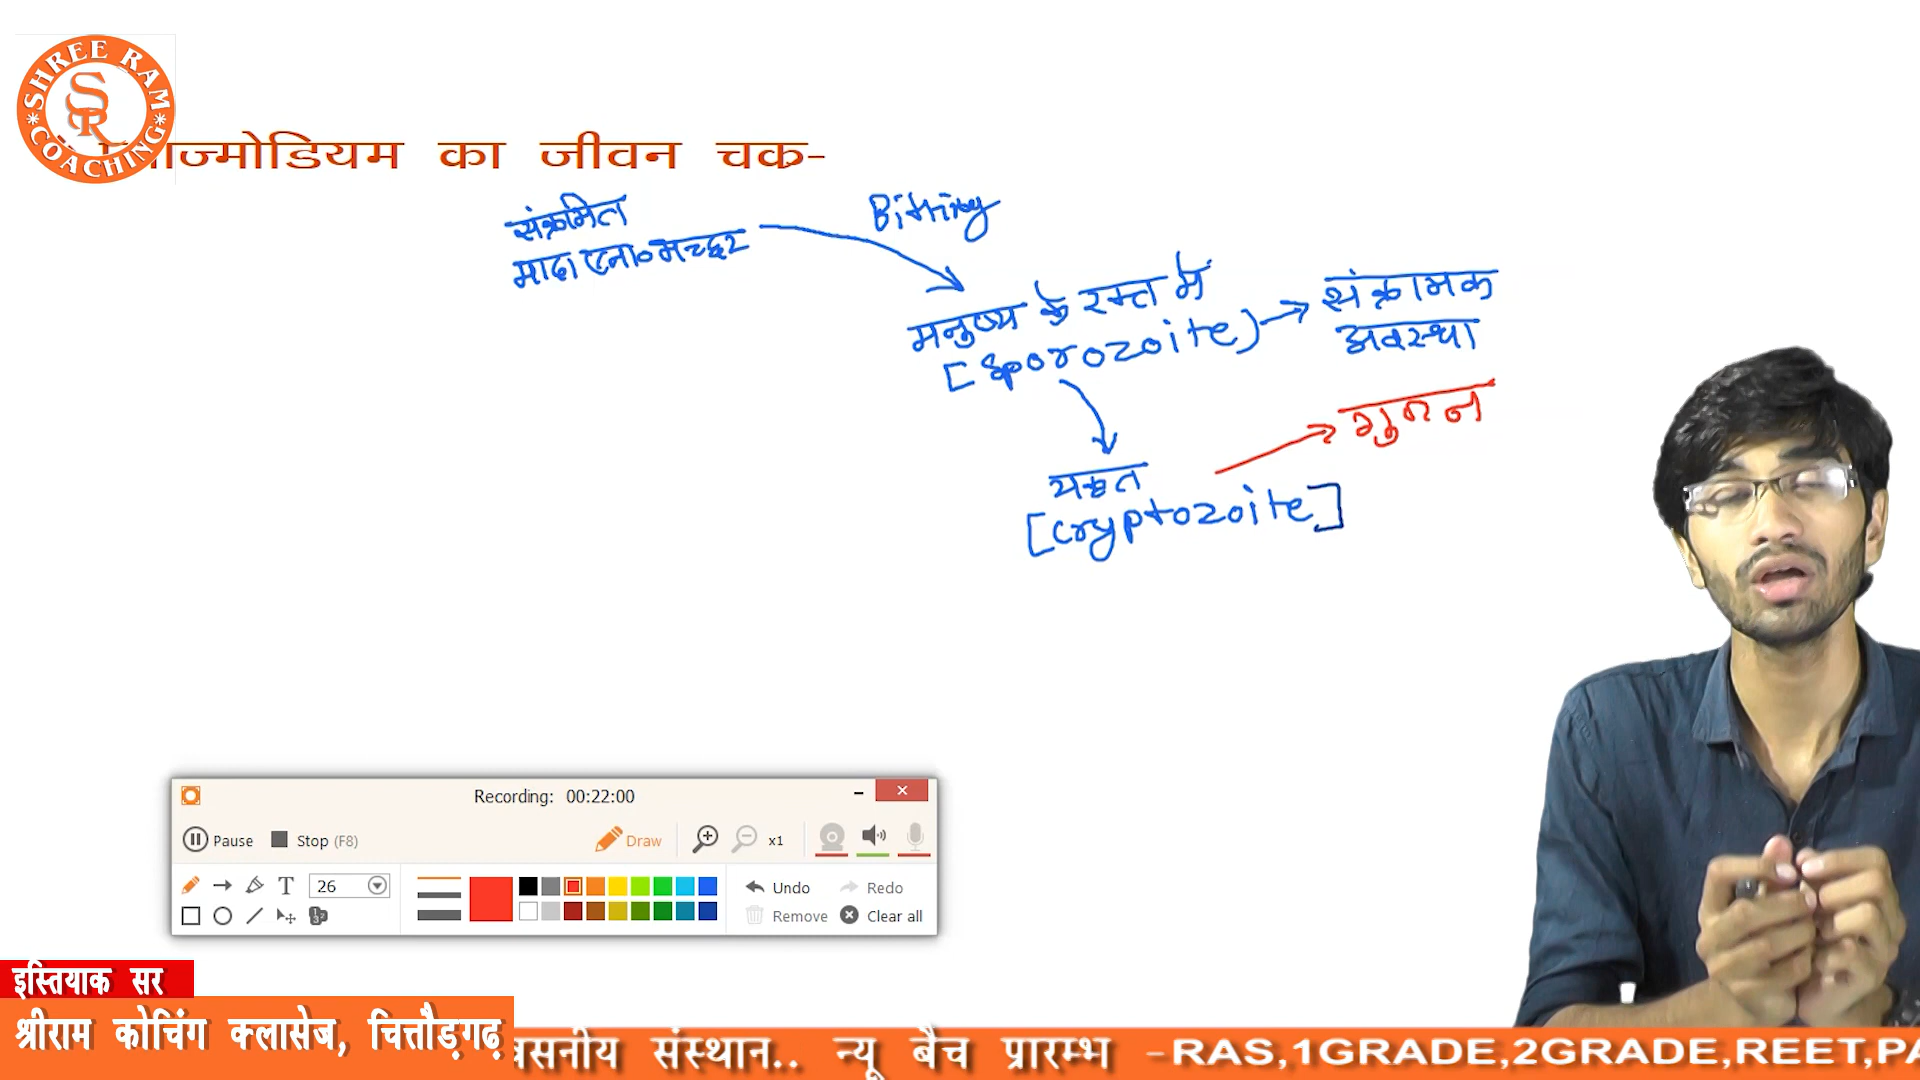 SHREE RAM COACHING
SR
प्लाज्मोडियम का जीवन चक-
संक्रमित
मादा एना० मच्छर
Bitting
मनुष्य के रक्त में
[Sporozoite)
संक्रामक
अवस्था
गुणन
यकृत
[Cryptozoite]
Recording: 00:22:00
Pause Stop (F8) Draw x1
T 26 Undo Redo
Remove Clear all
इस्तियाक सर
श्रीराम कोचिंग क्लासेज, चित्तौड़गढ़
वसनीय संस्थान.. न्यू बैच प्रारम्भ -RAS,1GRADE,2GRADE,REET,PA